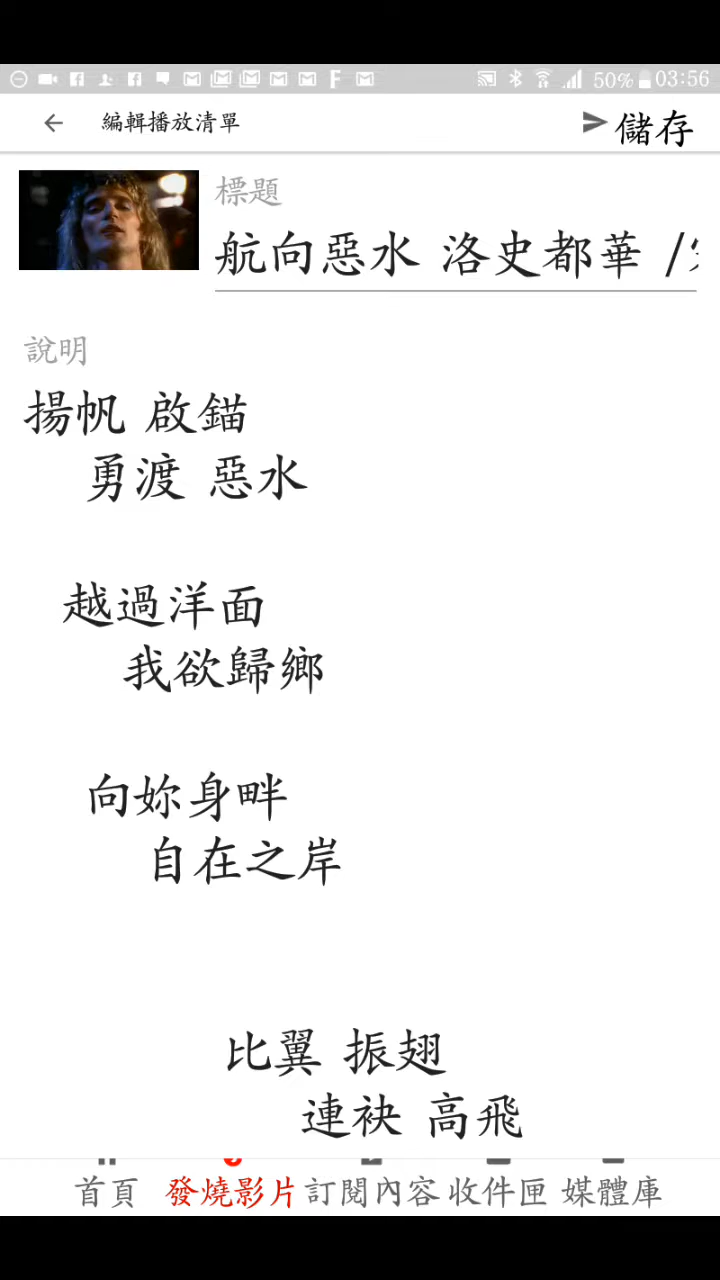 50% 03:56
編輯播放清單 儲存
標題
航向惡水 洛史都華 /
說明
揚帆 啟錨
勇渡 惡水
越過洋面
我欲歸鄉
向妳身畔
自在之岸
比翼 振翅
連袂 高飛
首頁 發燒影片 訂閱內容 收件匣 媒體庫